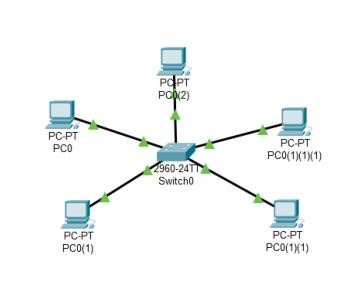 PC-PT
PC0(2)
PC-PT
PC0
PC-PT
PC0(1)(1)(1)
2960-24TT
Switch0
PC-PT
PC0(1)
PC-PT
PC0(1)(1)